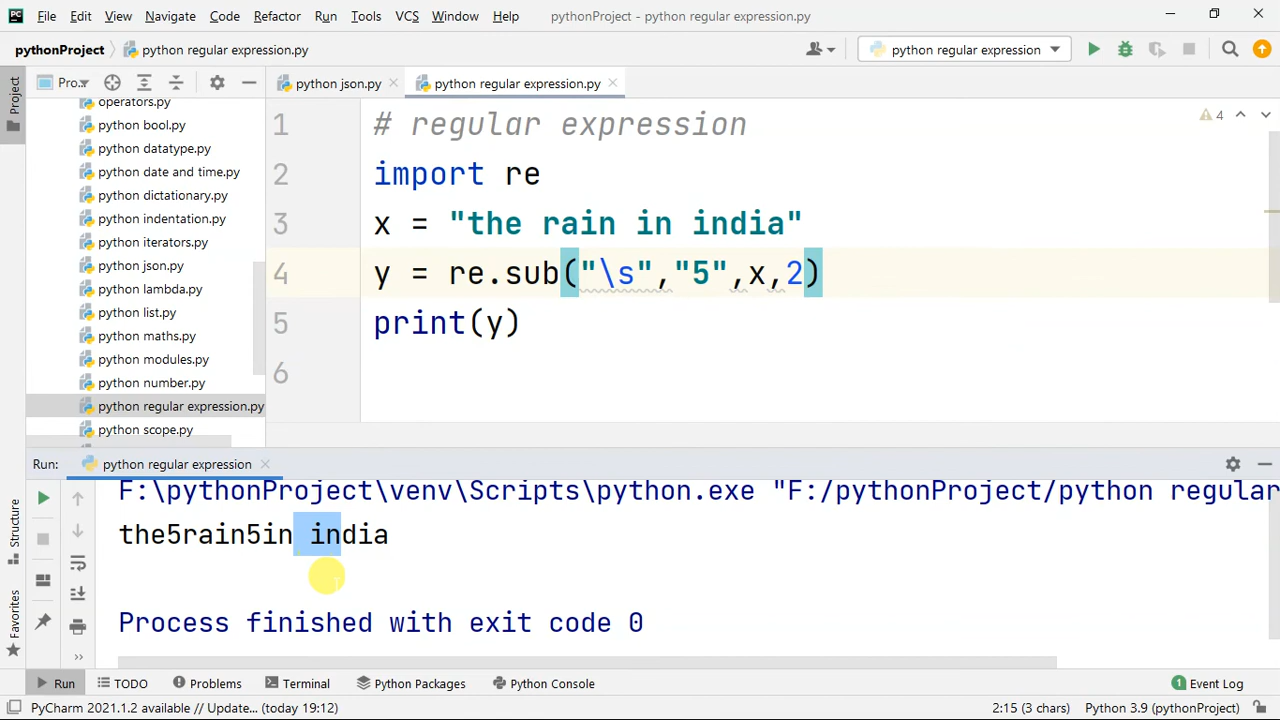 PC File Edit View Navigate Code Refactor Run Tools VCS Window Help pythonProject - python regular expression.py
pythonProject python regular expression.py python regular expression
Project
Pro...
python json.py python regular expression.py
operators.py
python bool.py
python datatype.py
python date and time.py
python dictationary.py
python indentation.py
python iterators.py
python json.py
python lambda.py
python list.py
python maths.py
python modules.py
python number.py
python regular expression.py
python scope.py
1 # regular expression
2 import re
3 x = "the rain in india"
4 y = re.sub("\s","5",x,2)
5 print(y)
6
4
Run: python regular expression
F:\pythonProject\venv\Scripts\python.exe "F:/pythonProject/python regular
the5rain5in india
Process finished with exit code 0
Structure
Favorites
Run TODO Problems Terminal Python Packages Python Console 1 Event Log
PyCharm 2021.1.2 available // Update... (today 19:12) 2:15 (3 chars) Python 3.9 (pythonProject)